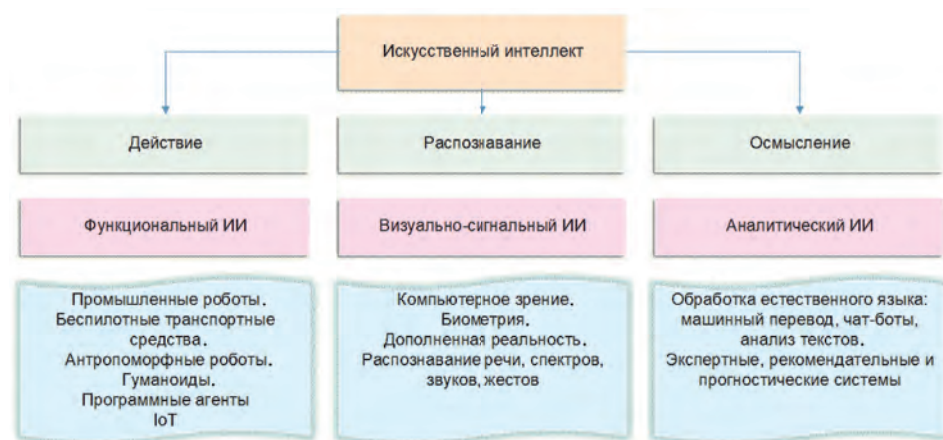 Искусственный интеллект
Действие
Распознавание
Осмысление
Функциональный ИИ
Визуально-сигнальный ИИ
Аналитический ИИ
Промышленные роботы.
Беспилотные транспортные
средства.
Антропоморфные роботы.
Гуманоиды.
Программные агенты
IoT
Компьютерное зрение.
Биометрия.
Дополненная реальность.
Распознавание речи, спектров,
звуков, жестов
Обработка естественного языка:
машинный перевод, чат-боты,
анализ текстов.
Экспертные, рекомендательные и
прогностические системы